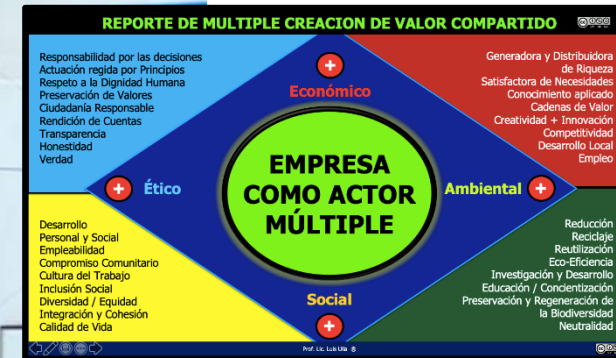 REPORTE DE MULTIPLE CREACION DE VALOR COMPARTIDO
Responsabilidad por las decisiones
Actuación regida por Principios
Respeto a la Dignidad Humana
Preservación de Valores
Ciudadanía Responsable
Rendición de Cuentas
Transparencia
Honestidad
Verdad
Económico
Generadora y Distribuidora
de Riqueza
Satisfactora de Necesidades
Conocimiento aplicado
Cadenas de Valor
Creatividad + Innovación
Competitividad
Desarrollo Local
Empleo
Ético
EMPRESA
COMO ACTOR
MÚLTIPLE
Ambiental
Desarrollo
Personal y Social
Empleabilidad
Compromiso Comunitario
Cultura del Trabajo
Inclusión Social
Diversidad / Equidad
Integración y Cohesión
Calidad de Vida
Social
Reducción
Reciclaje
Reutilización
Eco-Eficiencia
Investigación y Desarrollo
Educación / Concientización
Preservación y Regeneración de
la Biodiversidad
Neutralidad
Prof. Lic. Luis Ulla ®